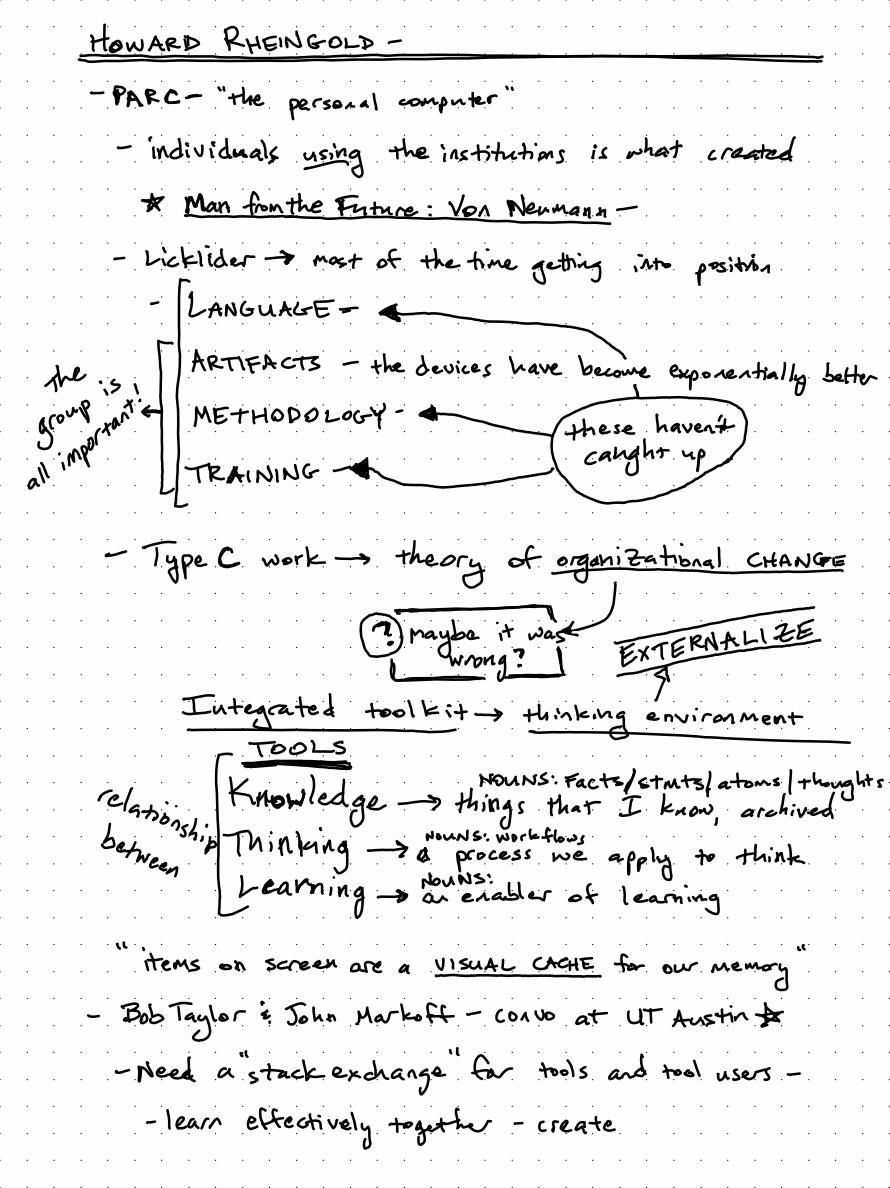 HOWARD RHEINGOLD -
- PARC - "the personal computer"
- individuals using the institutions is what created
★ Man from the Future: Von Neumann -
- Licklider → most of the time getting into position
- LANGUAGE -
ARTIFACTS - the devices have become exponentially better
METHODOLOGY -
TRAINING -
The
group is
all important!
these haven't
caught up
- Type C work → theory of organizational CHANGE
? maybe it was
wrong?
EXTERNALIZE
Integrated toolkit → thinking environment
TOOLS
relationship
between
NOUNS: Facts/stmts/atoms/thoughts
Knowledge → things that I know, archived
NOUNS: workflows
Thinking → a process we apply to think
NOUNS:
Learning → an enabler of learning
"items on screen are a VISUAL CACHE for our memory"
- Bob Taylor & John Markoff - convo at UT Austin ★
- Need a "stack exchange" for tools and tool users -
- learn effectively together - create